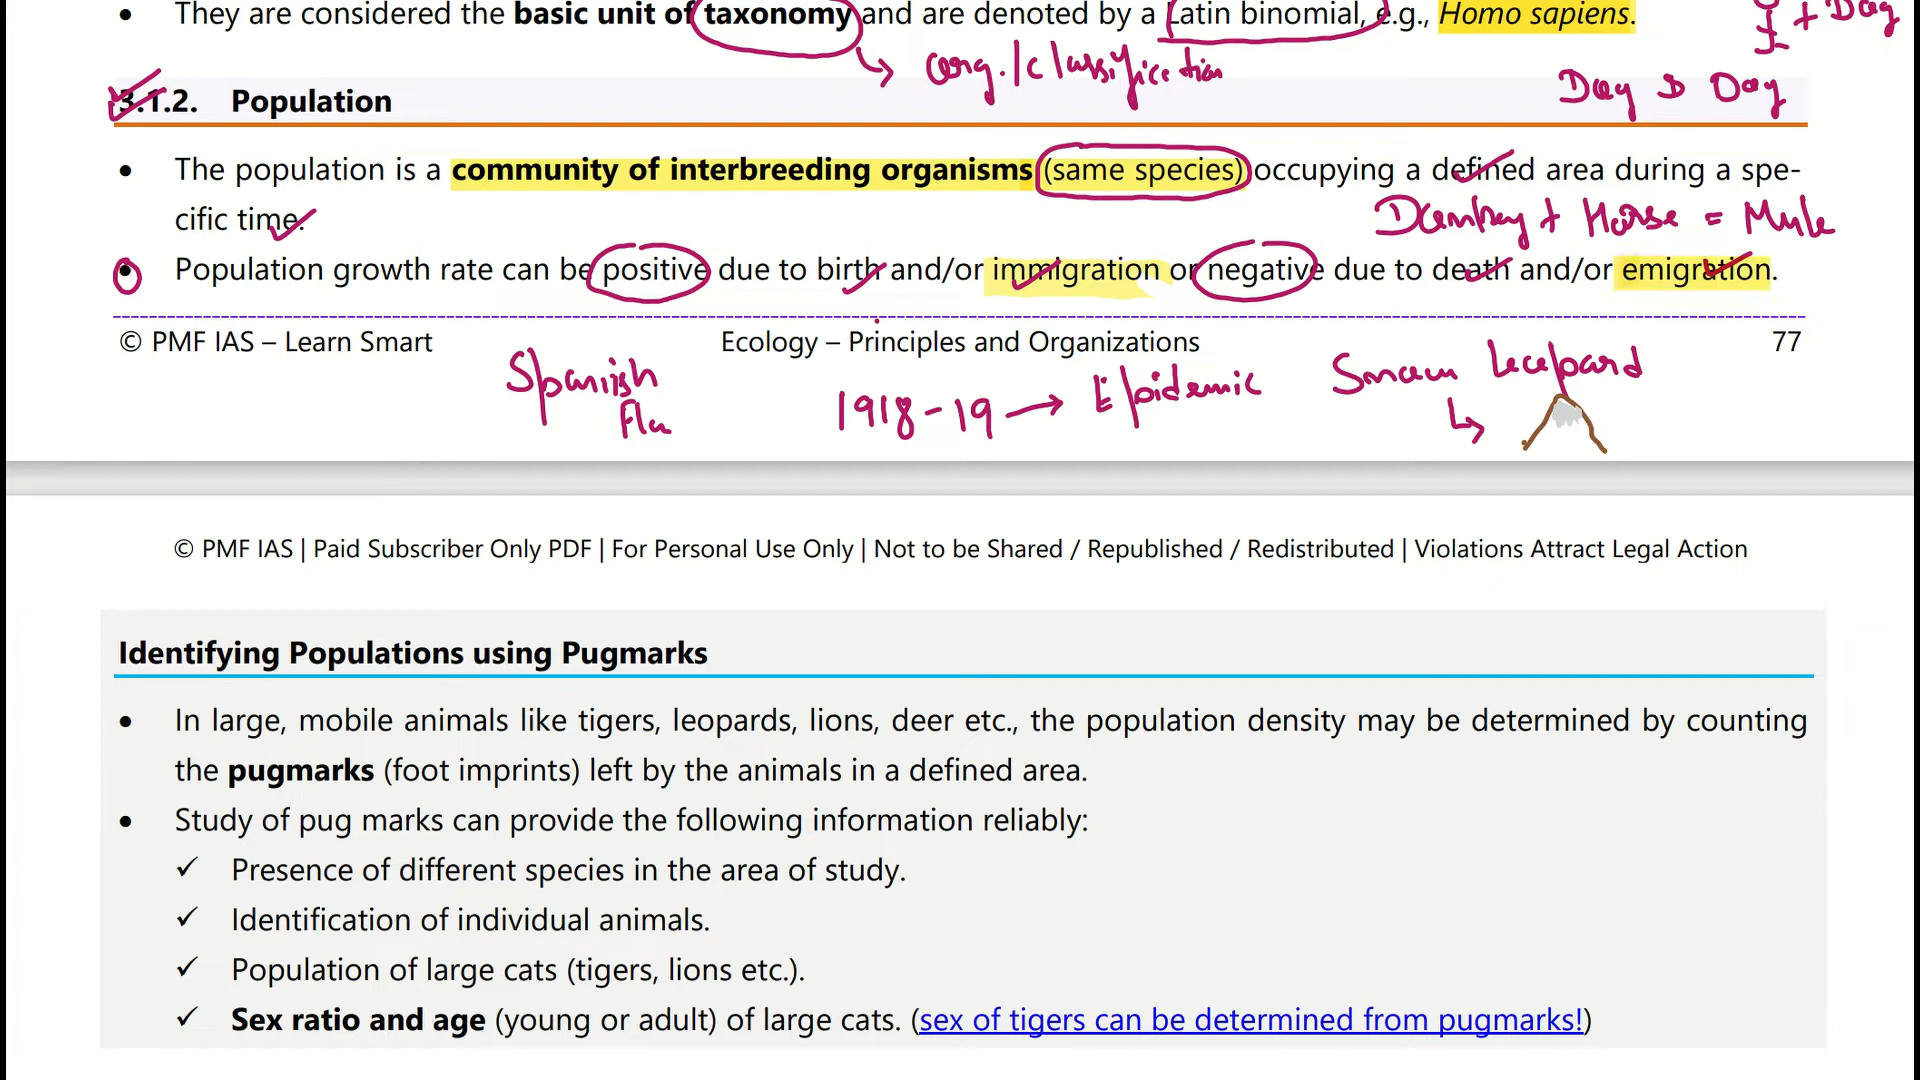 • They are considered the basic unit of taxonomy and are denoted by a Latin binomial, e.g., Homo sapiens.
+ Dog
org./classification
Dog & Dog
3.1.2. Population
• The population is a community of interbreeding organisms (same species) occupying a defined area during a spe-
cific time.
Donkey + Horse = Mule
• Population growth rate can be positive due to birth and/or immigration or negative due to death and/or emigration.
© PMF IAS – Learn Smart Ecology – Principles and Organizations 77
Spanish
Flu
1918-19 → Epidemic
Snow Leopard
© PMF IAS | Paid Subscriber Only PDF | For Personal Use Only | Not to be Shared / Republished / Redistributed | Violations Attract Legal Action
Identifying Populations using Pugmarks
• In large, mobile animals like tigers, leopards, lions, deer etc., the population density may be determined by counting
the pugmarks (foot imprints) left by the animals in a defined area.
• Study of pug marks can provide the following information reliably:
✓ Presence of different species in the area of study.
✓ Identification of individual animals.
✓ Population of large cats (tigers, lions etc.).
✓ Sex ratio and age (young or adult) of large cats. (sex of tigers can be determined from pugmarks!)